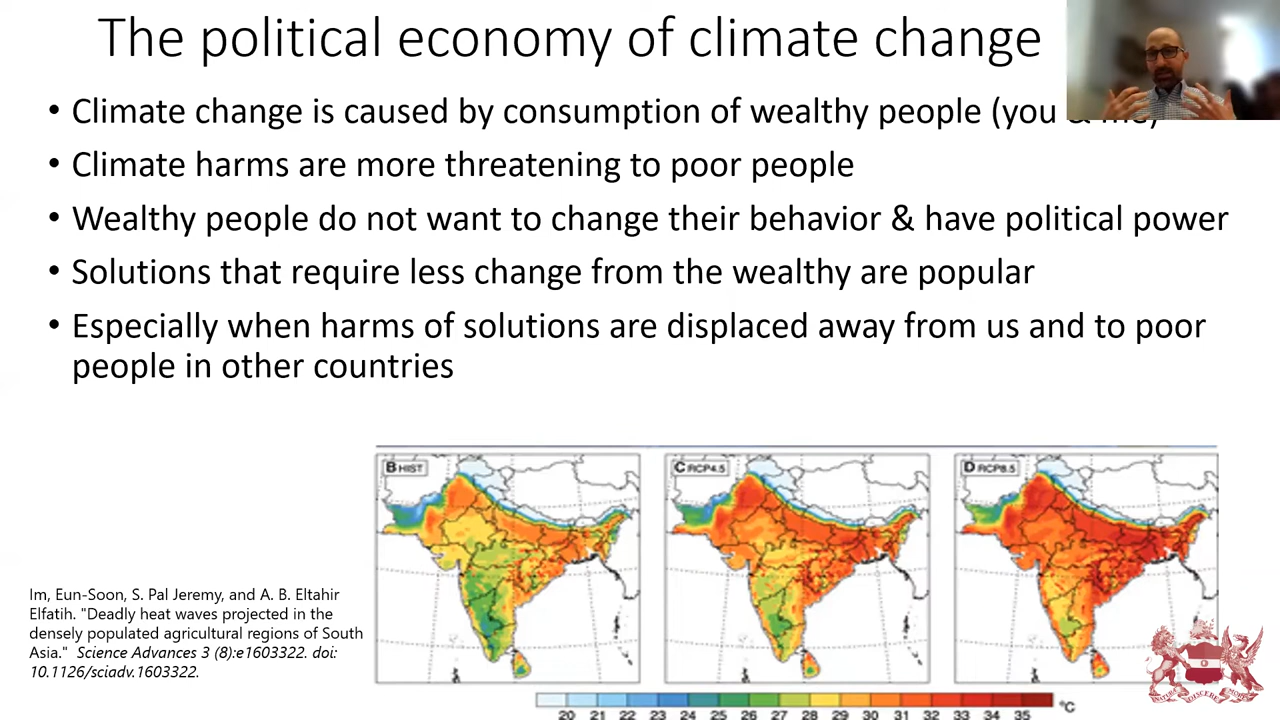 The political economy of climate change
• Climate change is caused by consumption of wealthy people (you & me)
• Climate harms are more threatening to poor people
• Wealthy people do not want to change their behavior & have political power
• Solutions that require less change from the wealthy are popular
• Especially when harms of solutions are displaced away from us and to poor
people in other countries
B HIST
C RCP4.5
D RCP8.5
Im, Eun-Soon, S. Pal Jeremy, and A. B. Eltahir
Elfatih. "Deadly heat waves projected in the
densely populated agricultural regions of South
Asia." Science Advances 3 (8):e1603322. doi:
10.1126/sciadv.1603322.
20 21 22 23 24 25 26 27 28 29 30 31 32 33 34 35 °C
DISCERE